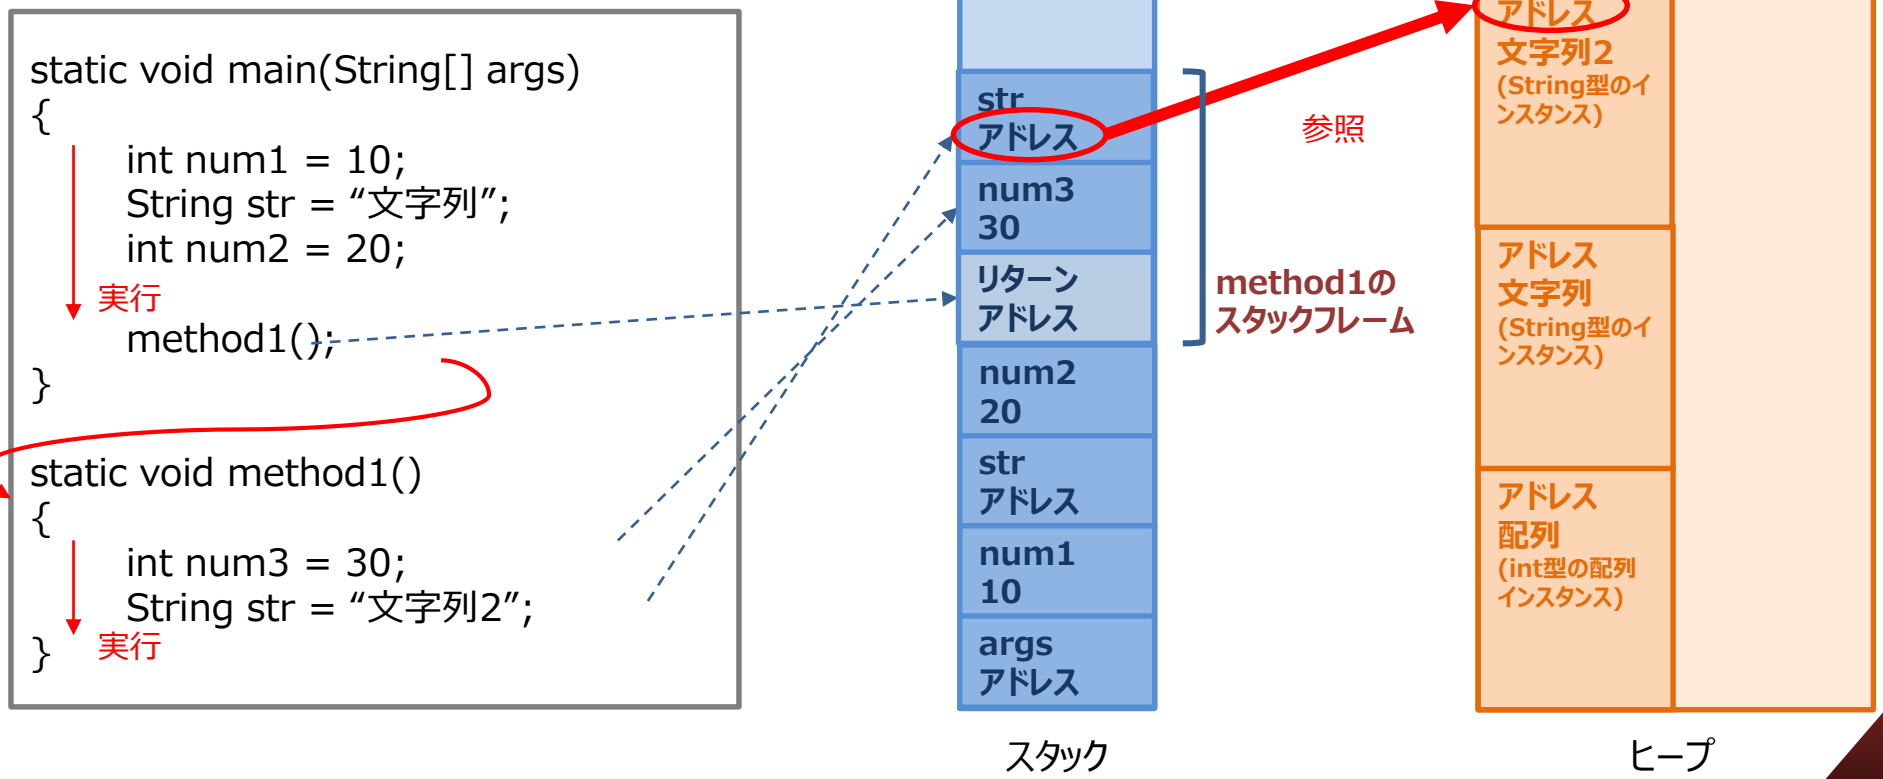 static void main(String[] args)
{
int num1 = 10;
String str = “文字列”;
int num2 = 20;
実行
method1();
}
static void method1()
{
int num3 = 30;
String str = “文字列2”;
}
実行
str
アドレス
num3
30
リターン
アドレス
num2
20
str
アドレス
num1
10
args
アドレス
スタック
参照
method1の
スタックフレーム
アドレス
文字列2
(String型のイ
ンスタンス)
アドレス
文字列
(String型のイ
ンスタンス)
アドレス
配列
(int型の配列
インスタンス)
ヒープ